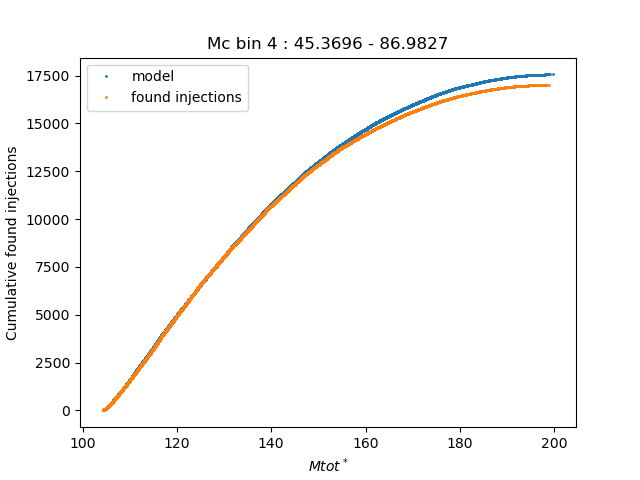 Mc bin 4 : 45.3696 - 86.9827
model
found injections
Cumulative found injections
17500
15000
12500
10000
7500
5000
2500
0
100 120 140 160 180 200
Mtot*